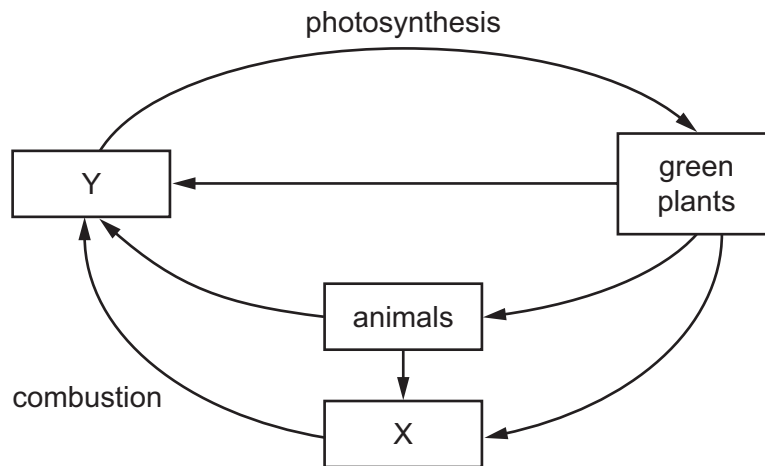 photosynthesis
Y
green
plants
animals
combustion
X